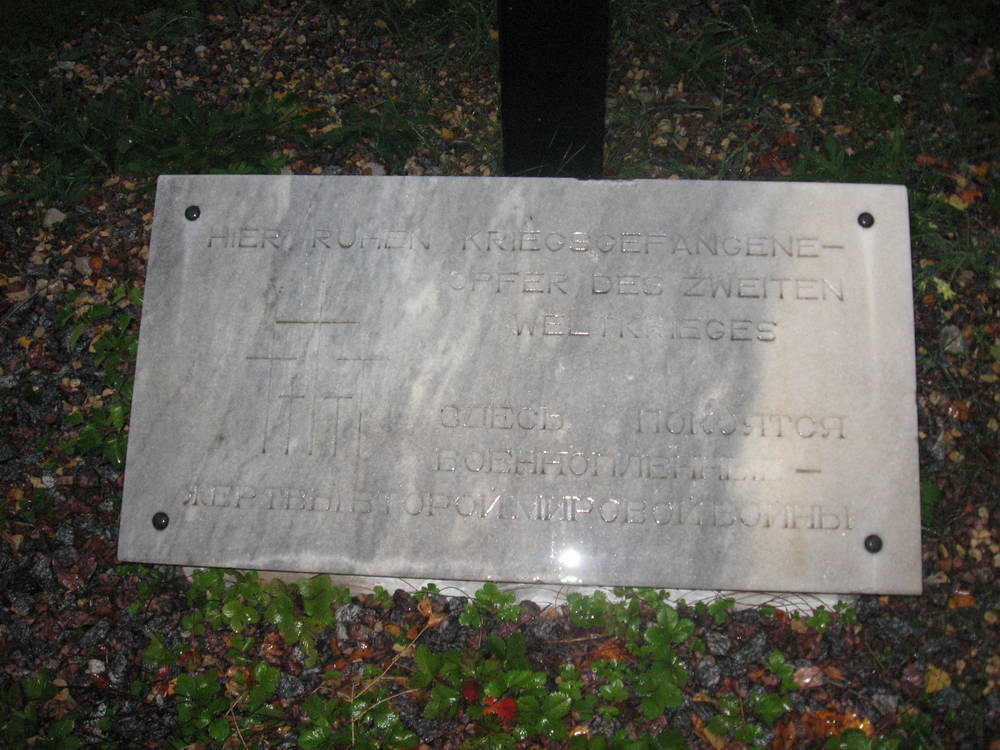 HIER RUHEN KRIEGSGEFANGENE–
OPFER DES ZWEITEN
WELTKRIEGES
ЗДЕСЬ ПОКОЯТСЯ
ВОЕННОПЛЕННЫЕ –
ЖЕРТВЫ ВТОРОЙ МИРОВОЙ ВОЙНЫ